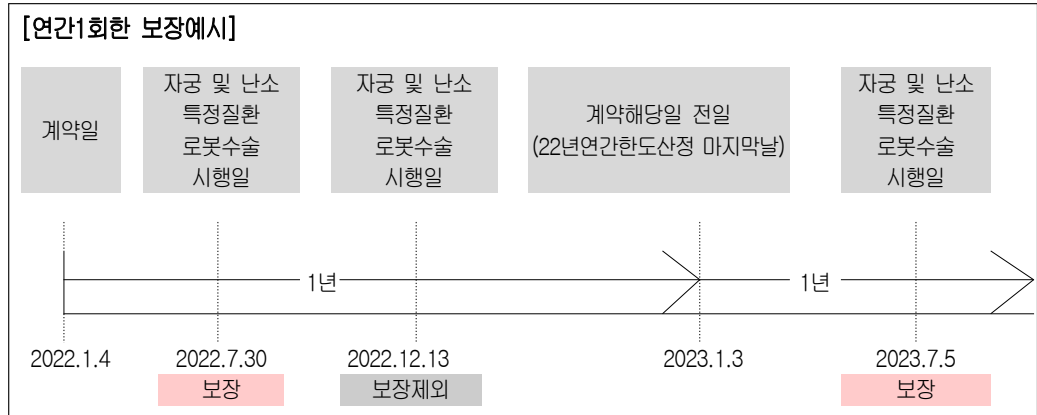 [연간1회한 보장예시]
계약일
자궁 및 난소
특정질환
로봇수술
시행일
자궁 및 난소
특정질환
로봇수술
시행일
계약해당일 전일
(22년연간한도산정 마지막날)
자궁 및 난소
특정질환
로봇수술
시행일
1년
1년
2022.1.4
2022.7.30
2022.12.13
2023.1.3
2023.7.5
보장
보장제외
보장